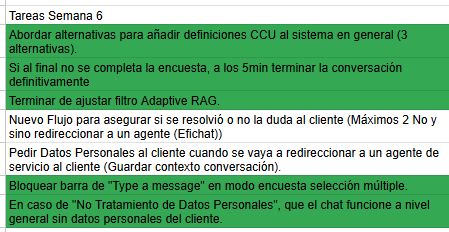 Tareas Semana 6
Abordar alternativas para añadir definiciones CCU al sistema en general (3
alternativas).
Si al final no se completa la encuesta, a los 5min terminar la conversación
definitivamente
Terminar de ajustar filtro Adaptive RAG.
Nuevo Flujo para asegurar si se resolvió o no la duda al cliente (Máximos 2 No y
sino redireccionar a un agente (Efichat))
Pedir Datos Personales al cliente cuando se vaya a redireccionar a un agente de
servicio al cliente (Guardar contexto conversación).
Bloquear barra de "Type a message" en modo encuesta selección múltiple.
En caso de "No Tratamiento de Datos Personales", que el chat funcione a nivel
general sin datos personales del cliente.